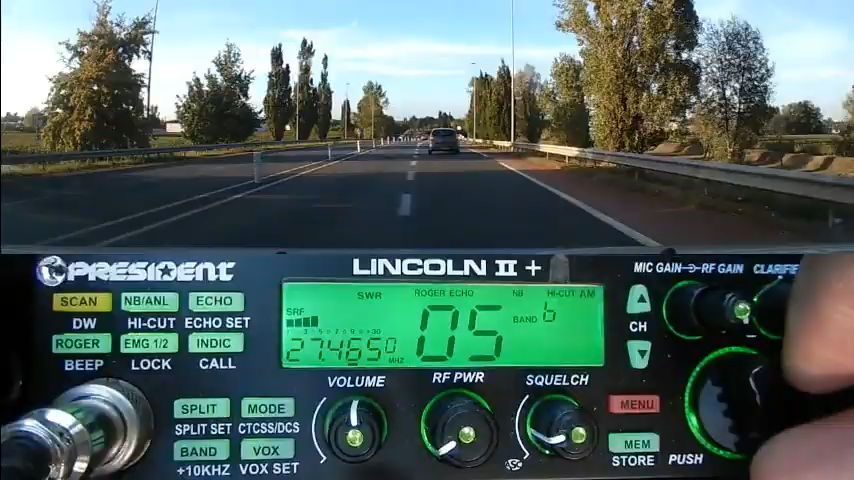 PRESIDENT
LINCOLN II +
MIC GAIN RF GAIN
CLARIFIE
SCAN NB/ANL ECHO
DW HI-CUT ECHO SET
ROGER EMG 1/2 INDIC
BEEP LOCK CALL
SWR ROGER ECHO NB HI-CUT AM
SRF
BAND 6
05
27.4650 MHZ
CH
VOLUME RF PWR SQUELCH
SPLIT MODE
SPLIT SET CTCSS/DCS
BAND VOX
+10KHZ VOX SET
ASC
MENU
MEM
STORE
PUSH